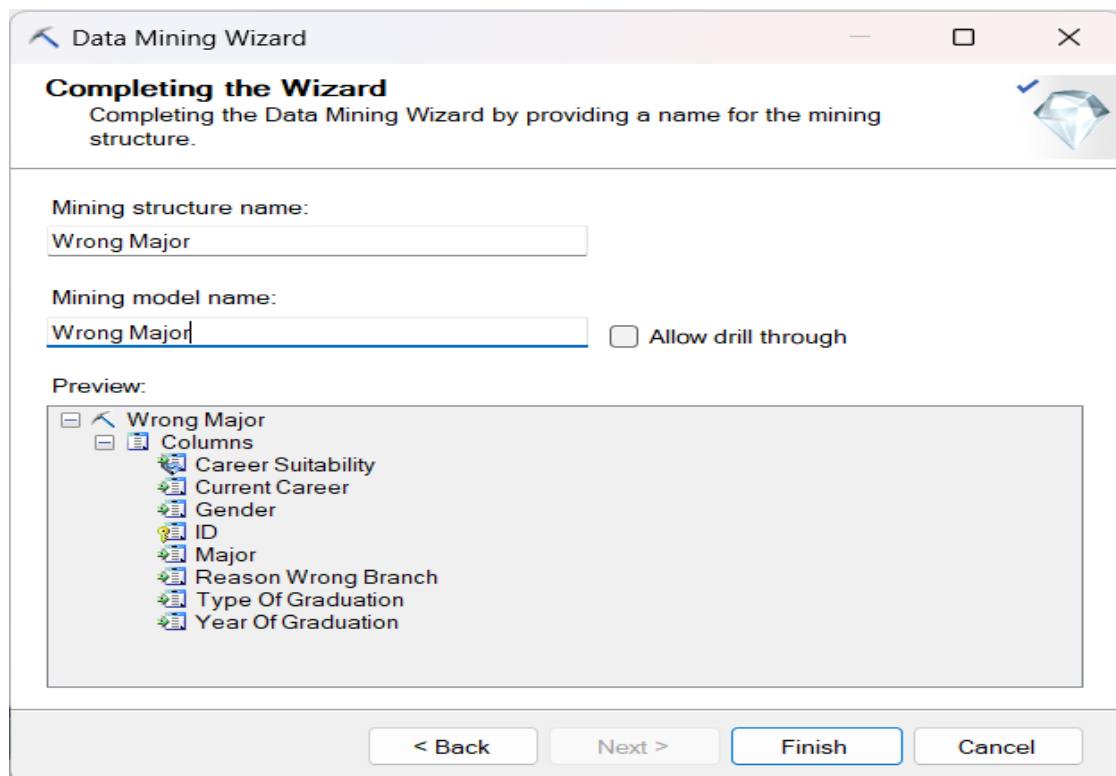 Data Mining Wizard
Completing the Wizard
Completing the Data Mining Wizard by providing a name for the mining
structure.
Mining structure name:
Wrong Major
Mining model name:
Wrong Major
Allow drill through
Preview:
Wrong Major
Columns
Career Suitability
Current Career
Gender
ID
Major
Reason Wrong Branch
Type Of Graduation
Year Of Graduation
< Back Next > Finish Cancel